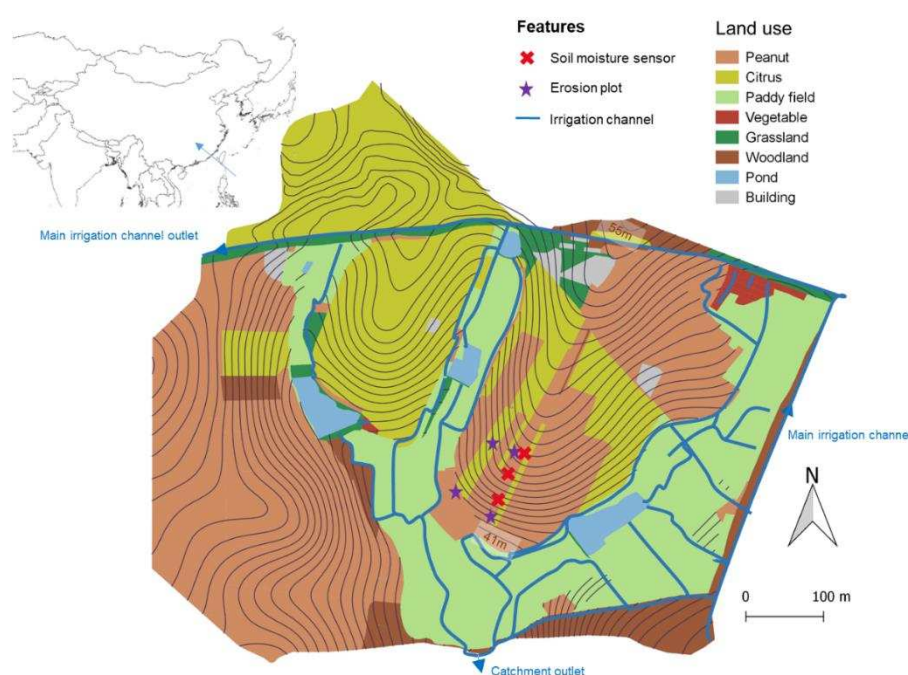 Features
Soil moisture sensor
Erosion plot
Irrigation channel
Land use
Peanut
Citrus
Paddy field
Vegetable
Grassland
Woodland
Pond
Building
Main irrigation channel outlet
55m
Main irrigation channel
N
41m
0 100 m
Catchment outlet